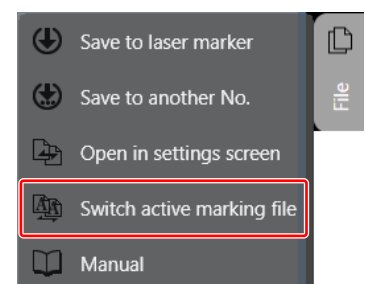 Save to laser marker
Save to another No.
Open in settings screen
Switch active marking file
Manual
File